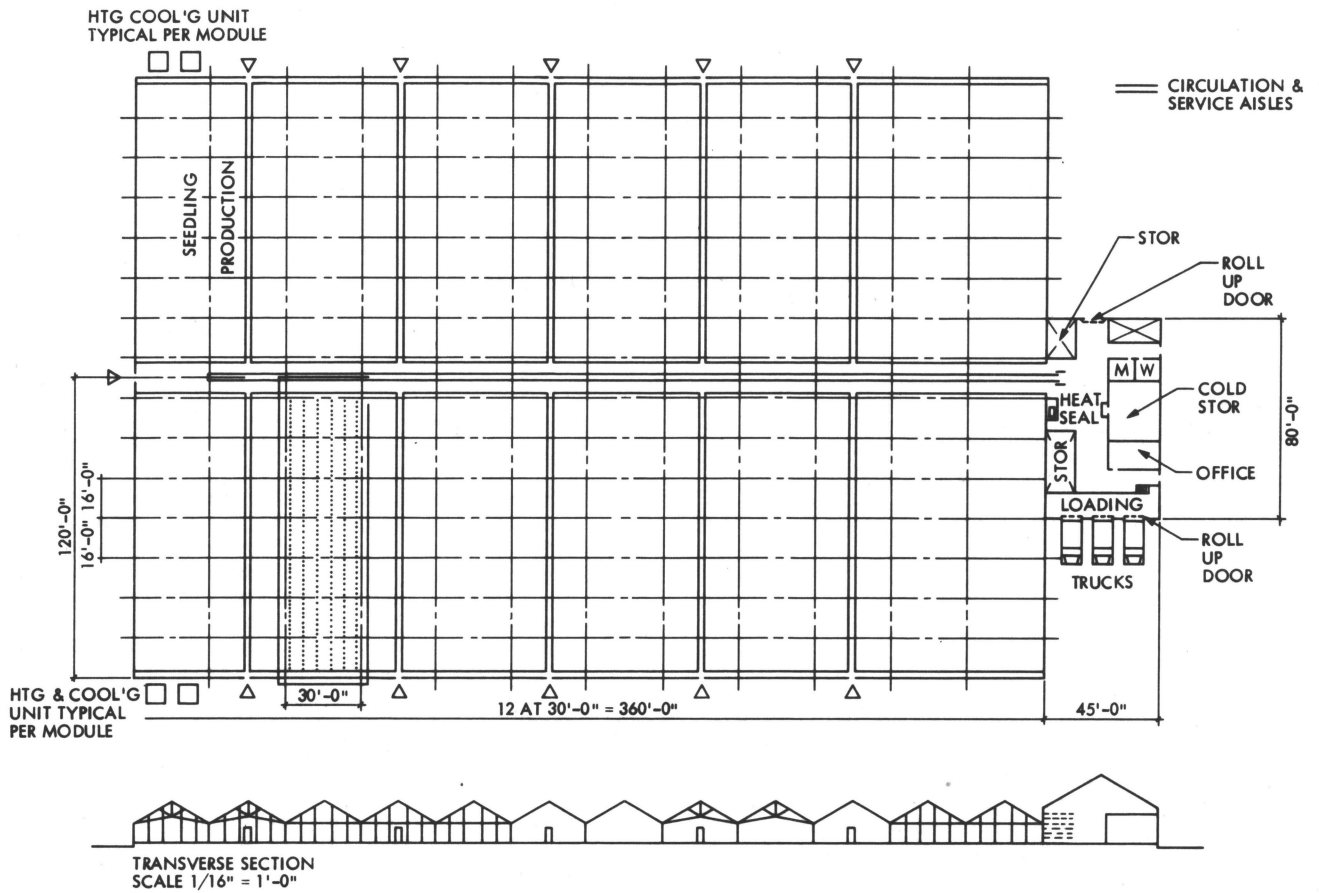 HTG COOL'G UNIT
TYPICAL PER MODULE
CIRCULATION &
SERVICE AISLES
SEEDLING
PRODUCTION
STOR
ROLL
UP
DOOR
M W
COLD
STOR
HEAT
SEAL
80'-0"
STOR
OFFICE
LOADING
ROLL
UP
DOOR
TRUCKS
120'-0"
16'-0" 16'-0"
HTG & COOL'G
UNIT TYPICAL
PER MODULE
30'-0"
12 AT 30'-0" = 360'-0"
45'-0"
TRANSVERSE SECTION
SCALE 1/16" = 1'-0"